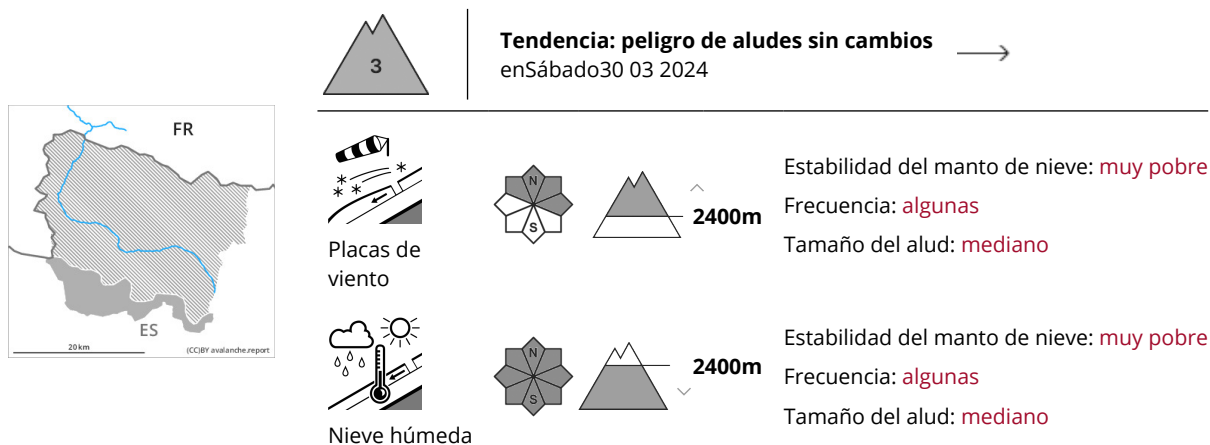 3
Tendencia: peligro de aludes sin cambios
enSábado30 03 2024
FR
ES
20 km
(CC)BY avalanche.report
N
S
2400m
Placas de
viento
Estabilidad del manto de nieve: muy pobre
Frecuencia: algunas
Tamaño del alud: mediano
N
S
2400m
Nieve húmeda
Estabilidad del manto de nieve: muy pobre
Frecuencia: algunas
Tamaño del alud: mediano